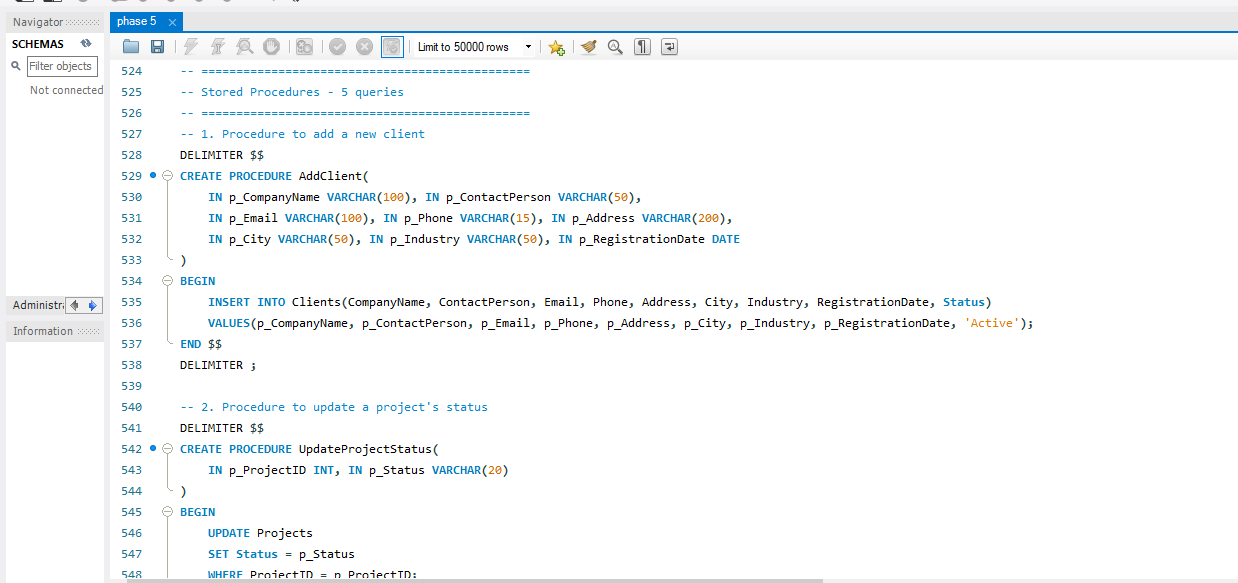 Navigator
SCHEMAS
Filter objects
Not connected
Administra
Information
phase 5
Limit to 50000 rows
524 -- ===============================================
525 -- Stored Procedures - 5 queries
526 -- ===============================================
527 -- 1. Procedure to add a new client
528 DELIMITER $$
529 CREATE PROCEDURE AddClient(
530 IN p_CompanyName VARCHAR(100), IN p_ContactPerson VARCHAR(50),
531 IN p_Email VARCHAR(100), IN p_Phone VARCHAR(15), IN p_Address VARCHAR(200),
532 IN p_City VARCHAR(50), IN p_Industry VARCHAR(50), IN p_RegistrationDate DATE
533 )
534 BEGIN
535 INSERT INTO Clients(CompanyName, ContactPerson, Email, Phone, Address, City, Industry, RegistrationDate, Status)
536 VALUES(p_CompanyName, p_ContactPerson, p_Email, p_Phone, p_Address, p_City, p_Industry, p_RegistrationDate, 'Active');
537 END $$
538 DELIMITER ;
539
540 -- 2. Procedure to update a project's status
541 DELIMITER $$
542 CREATE PROCEDURE UpdateProjectStatus(
543 IN p_ProjectID INT, IN p_Status VARCHAR(20)
544 )
545 BEGIN
546 UPDATE Projects
547 SET Status = p_Status
548 WHERE ProjectID = p_ProjectID;